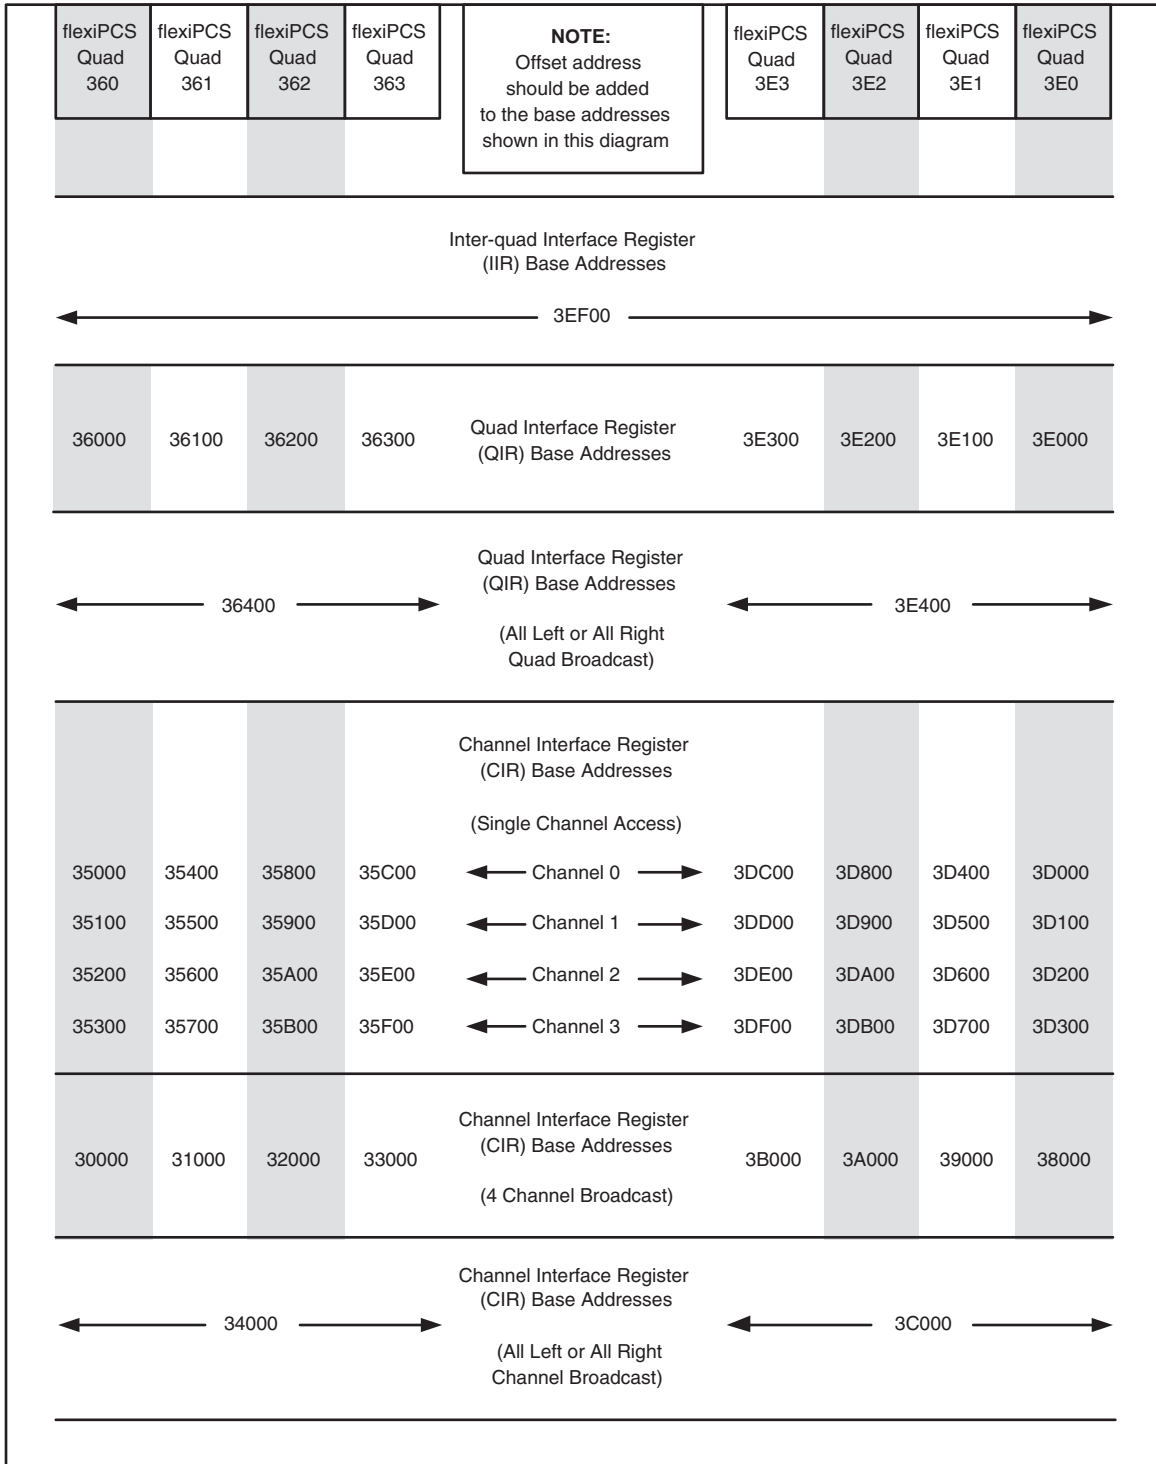 flexiPCS Quad 360
flexiPCS Quad 361
flexiPCS Quad 362
flexiPCS Quad 363
NOTE:
Offset address
should be added
to the base addresses
shown in this diagram
flexiPCS Quad 3E3
flexiPCS Quad 3E2
flexiPCS Quad 3E1
flexiPCS Quad 3E0
Inter-quad Interface Register
(IIR) Base Addresses
3EF00
36000 36100 36200 36300
Quad Interface Register
(QIR) Base Addresses
3E300 3E200 3E100 3E000
Quad Interface Register
(QIR) Base Addresses
36400
3E400
(All Left or All Right
Quad Broadcast)
Channel Interface Register
(CIR) Base Addresses
(Single Channel Access)
35000 35400 35800 35C00 Channel 0 3DC00 3D800 3D400 3D000
35100 35500 35900 35D00 Channel 1 3DD00 3D900 3D500 3D100
35200 35600 35A00 35E00 Channel 2 3DE00 3DA00 3D600 3D200
35300 35700 35B00 35F00 Channel 3 3DF00 3DB00 3D700 3D300
Channel Interface Register
(CIR) Base Addresses
30000 31000 32000 33000
3B000 3A000 39000 38000
(4 Channel Broadcast)
Channel Interface Register
(CIR) Base Addresses
34000
3C000
(All Left or All Right
Channel Broadcast)